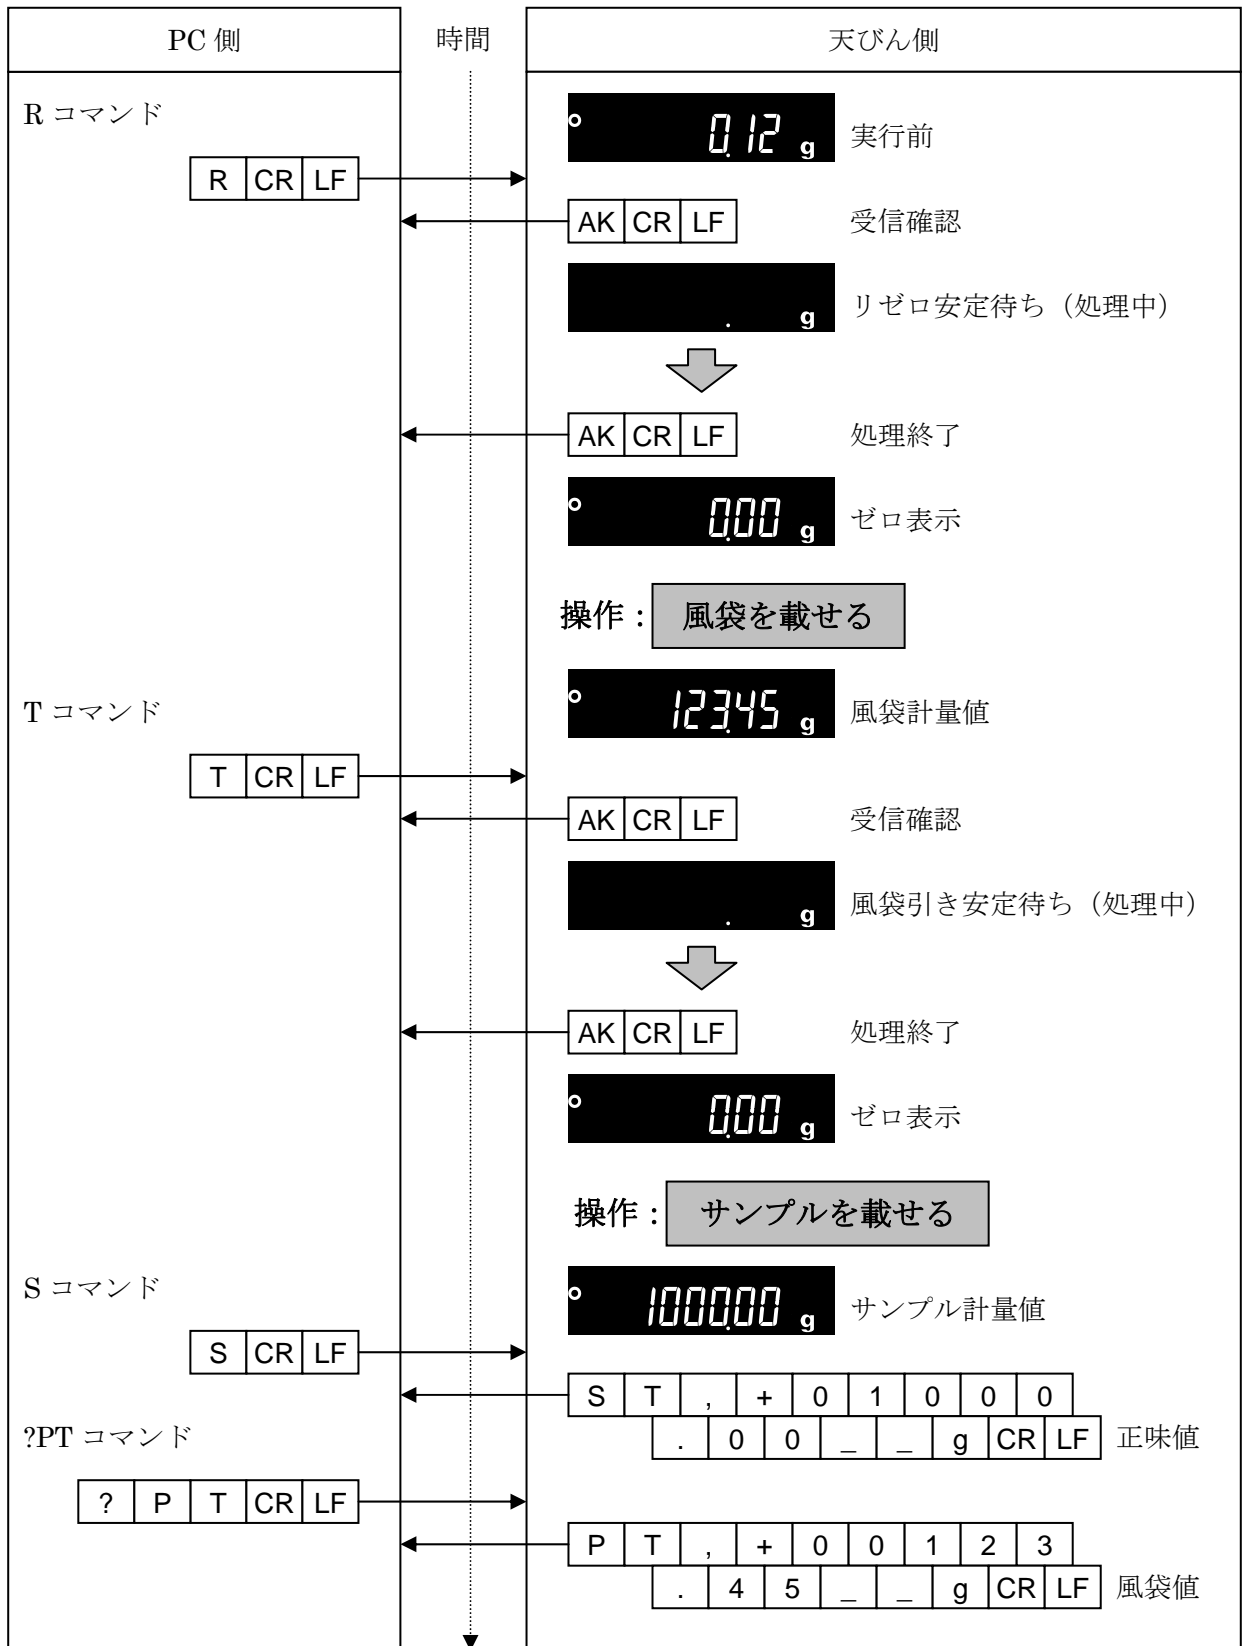 PC 側 時間 天びん側
R コマンド
0.12 g 実行前
R CR LF
AK CR LF 受信確認
. g リゼロ安定待ち（処理中）
AK CR LF 処理終了
0.00 g ゼロ表示
操作： 風袋を載せる
T コマンド
123.45 g 風袋計量値
T CR LF
AK CR LF 受信確認
. g 風袋引き安定待ち（処理中）
AK CR LF 処理終了
0.00 g ゼロ表示
操作： サンプルを載せる
S コマンド
1000.00 g サンプル計量値
S CR LF
S T , + 0 1 0 0 0
. 0 0 _ _ g CR LF 正味値
?PT コマンド
? P T CR LF
P T , + 0 0 1 2 3
. 4 5 _ _ g CR LF 風袋値